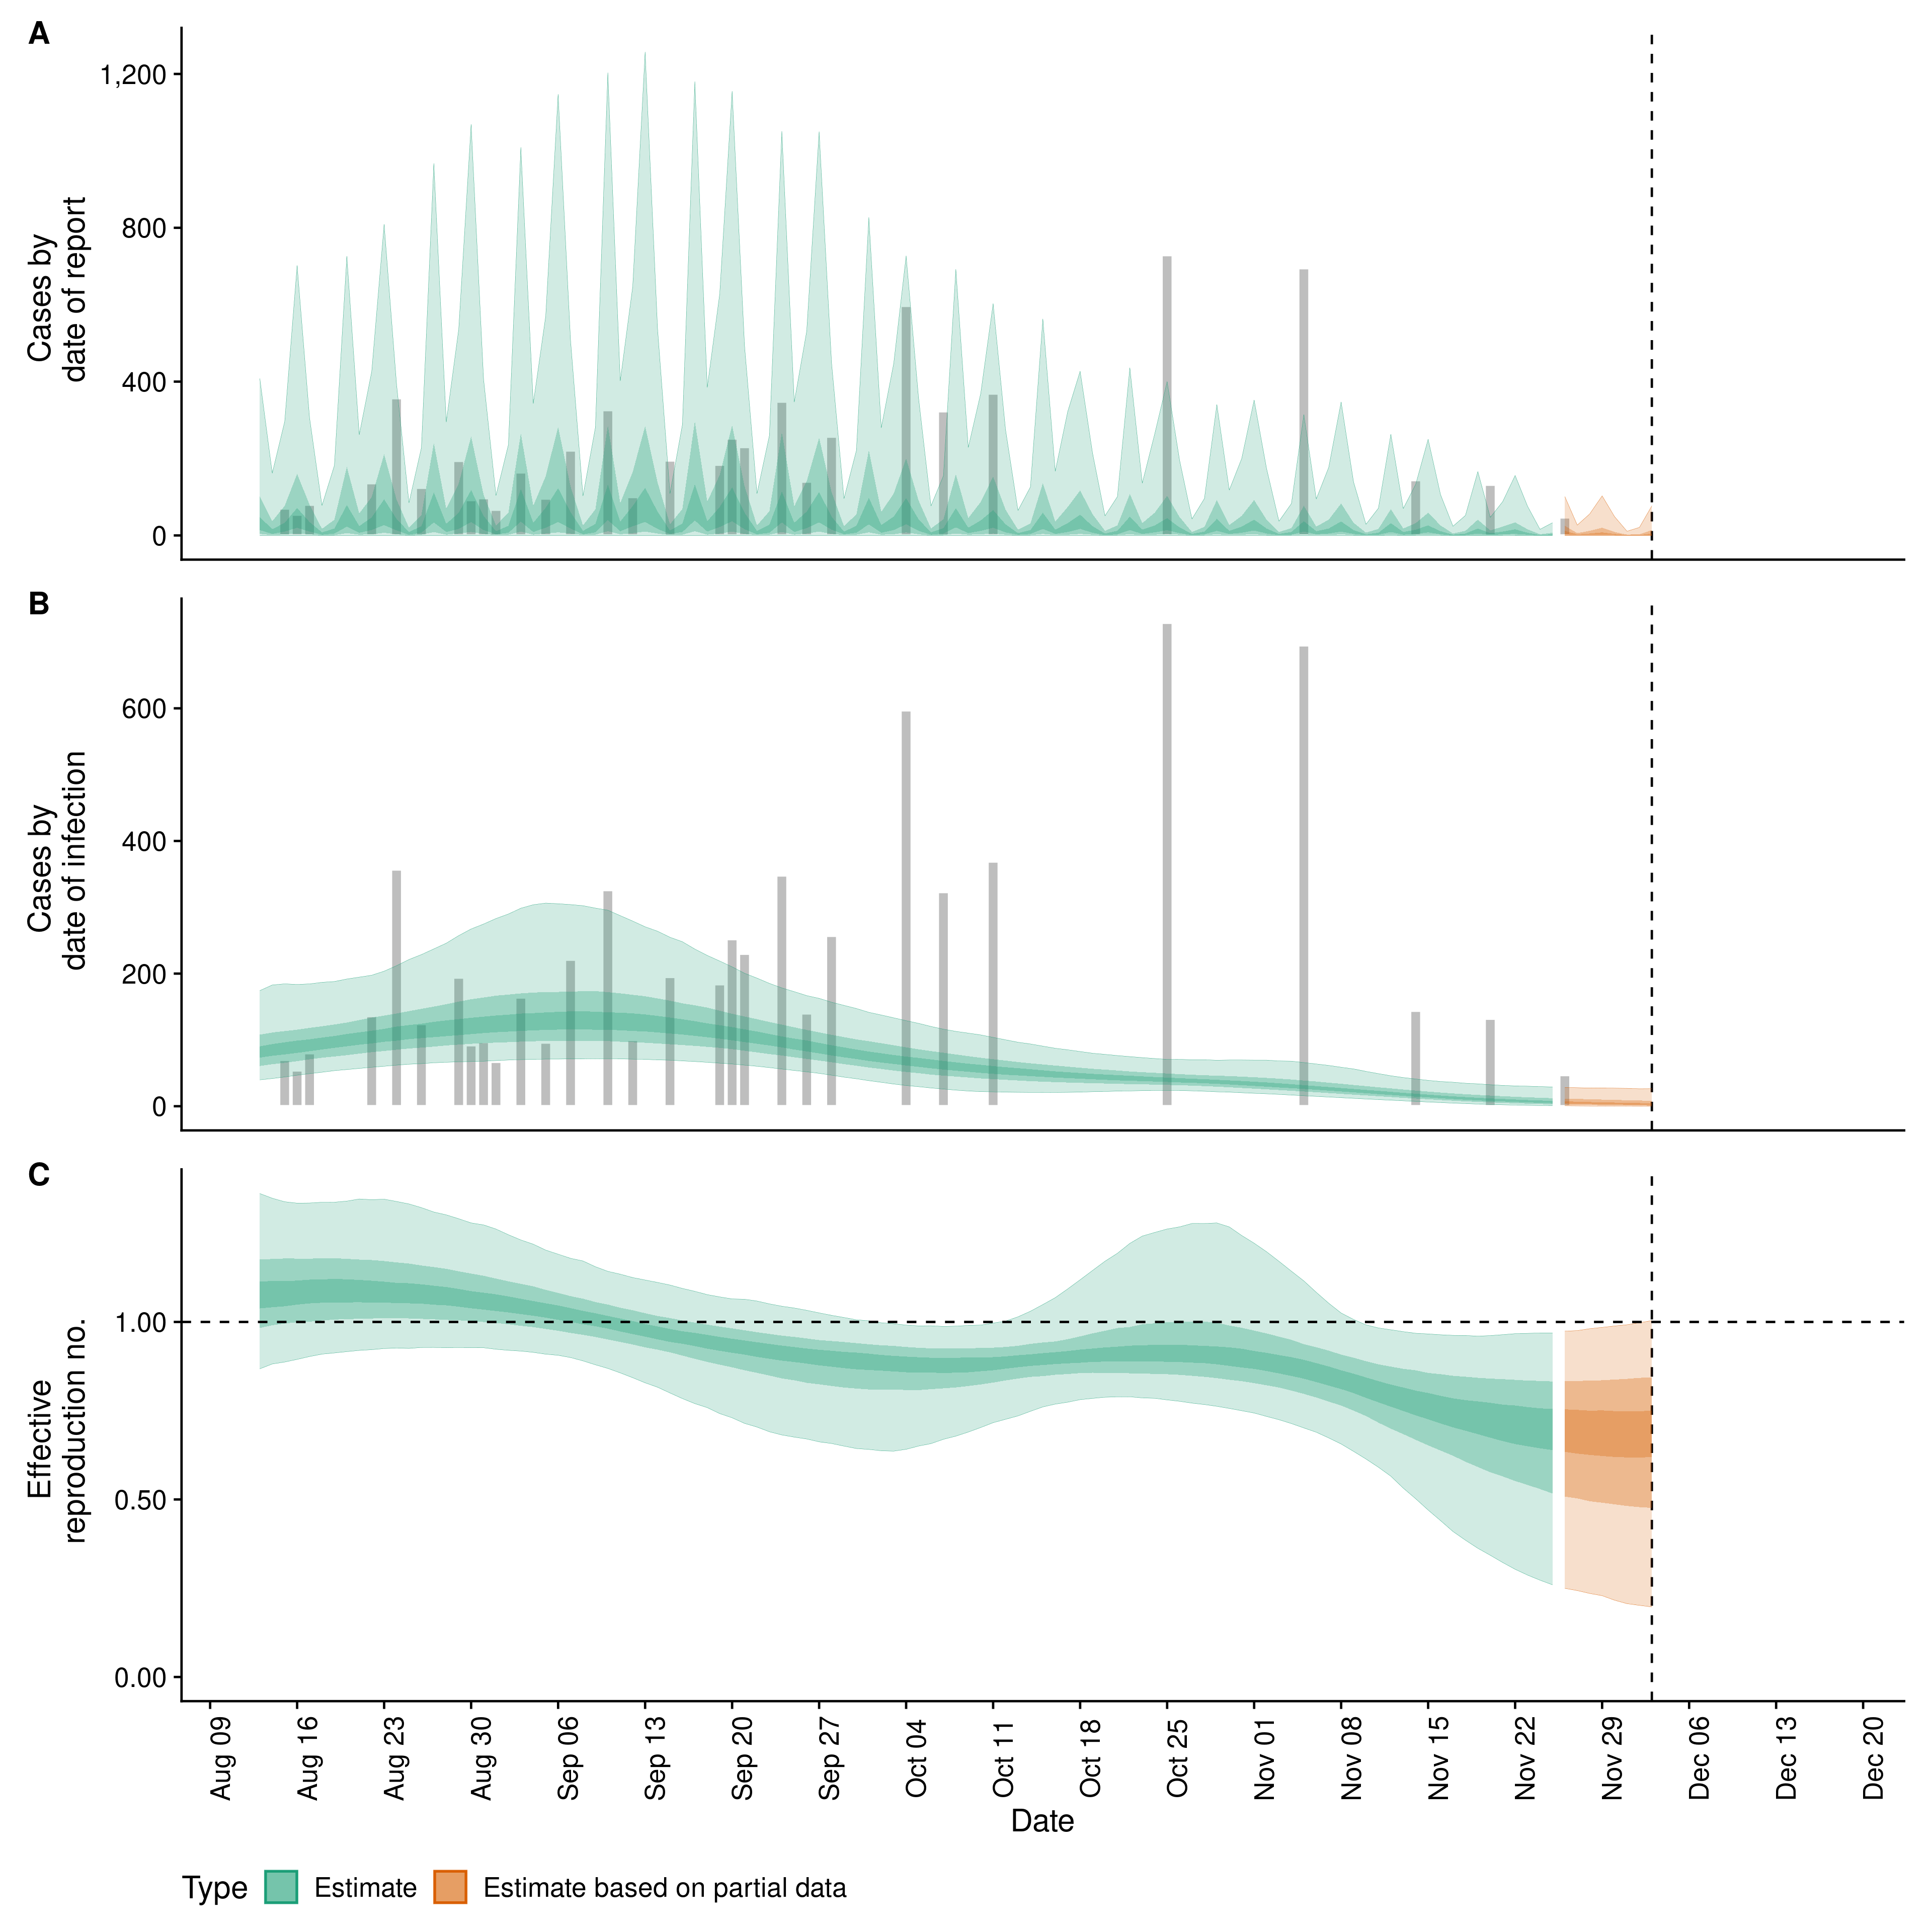 A
Cases by
date of report
1,200
800
400
0
B
Cases by
date of infection
600
400
200
0
C
Effective
reproduction no.
1.00
0.50
0.00
Aug 09
Aug 16
Aug 23
Aug 30
Sep 06
Sep 13
Sep 20
Sep 27
Oct 04
Oct 11
Oct 18
Oct 25
Nov 01
Nov 08
Nov 15
Nov 22
Nov 29
Dec 06
Dec 13
Dec 20
Date
Type Estimate Estimate based on partial data